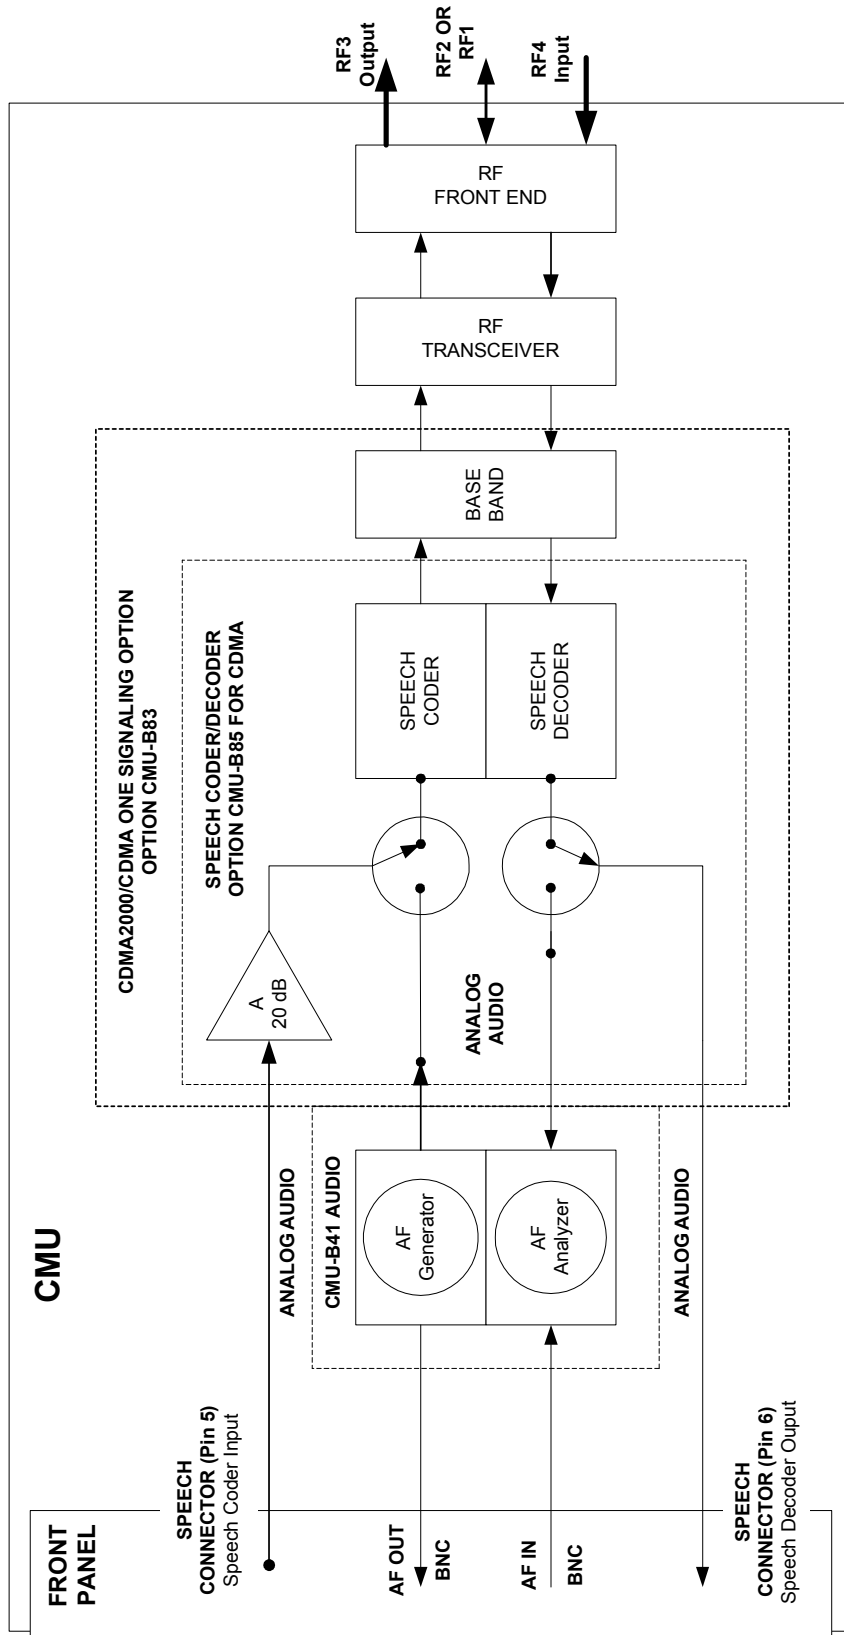 CMU
FRONT
PANEL
SPEECH
CONNECTOR (Pin 5)
Speech Coder Input
ANALOG AUDIO
A
20 dB
CDMA2000/CDMA ONE SIGNALING OPTION
OPTION CMU-B83
SPEECH CODER/DECODER
OPTION CMU-B85 FOR CDMA
AF OUT
BNC
CMU-B41 AUDIO
AF
Generator
ANALOG
AUDIO
SPEECH
CODER
BASE
BAND
RF
TRANSCEIVER
RF
FRONT END
RF3
Output
RF2 OR
RF1
RF4
Input
AF IN
BNC
AF
Analyzer
SPEECH
DECODER
SPEECH
CONNECTOR (Pin 6)
Speech Decoder Ouput
ANALOG AUDIO